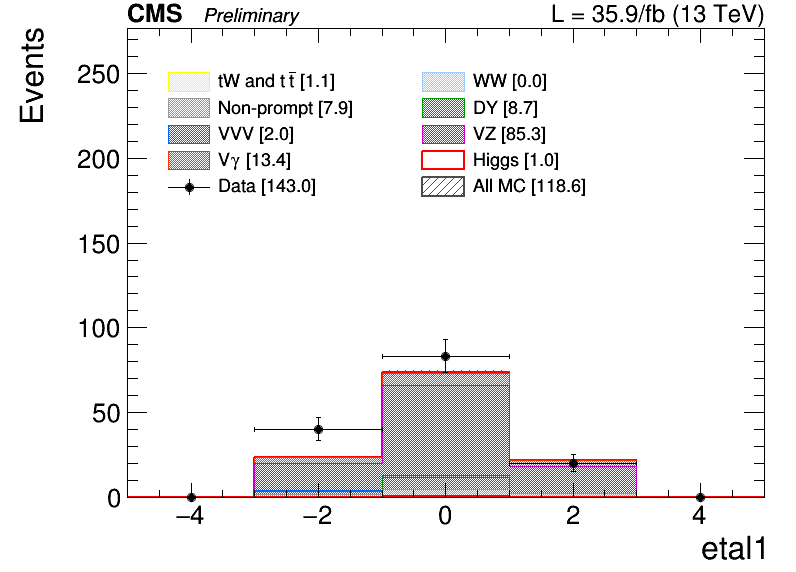 CMS Preliminary L = 35.9/fb (13 TeV)
Events
250
200
150
100
50
0
tW and t t̅ [1.1] WW [0.0]
Non-prompt [7.9] DY [8.7]
VVV [2.0] VZ [85.3]
Vγ [13.4] Higgs [1.0]
Data [143.0] All MC [118.6]
−4 −2 0 2 4
etal1